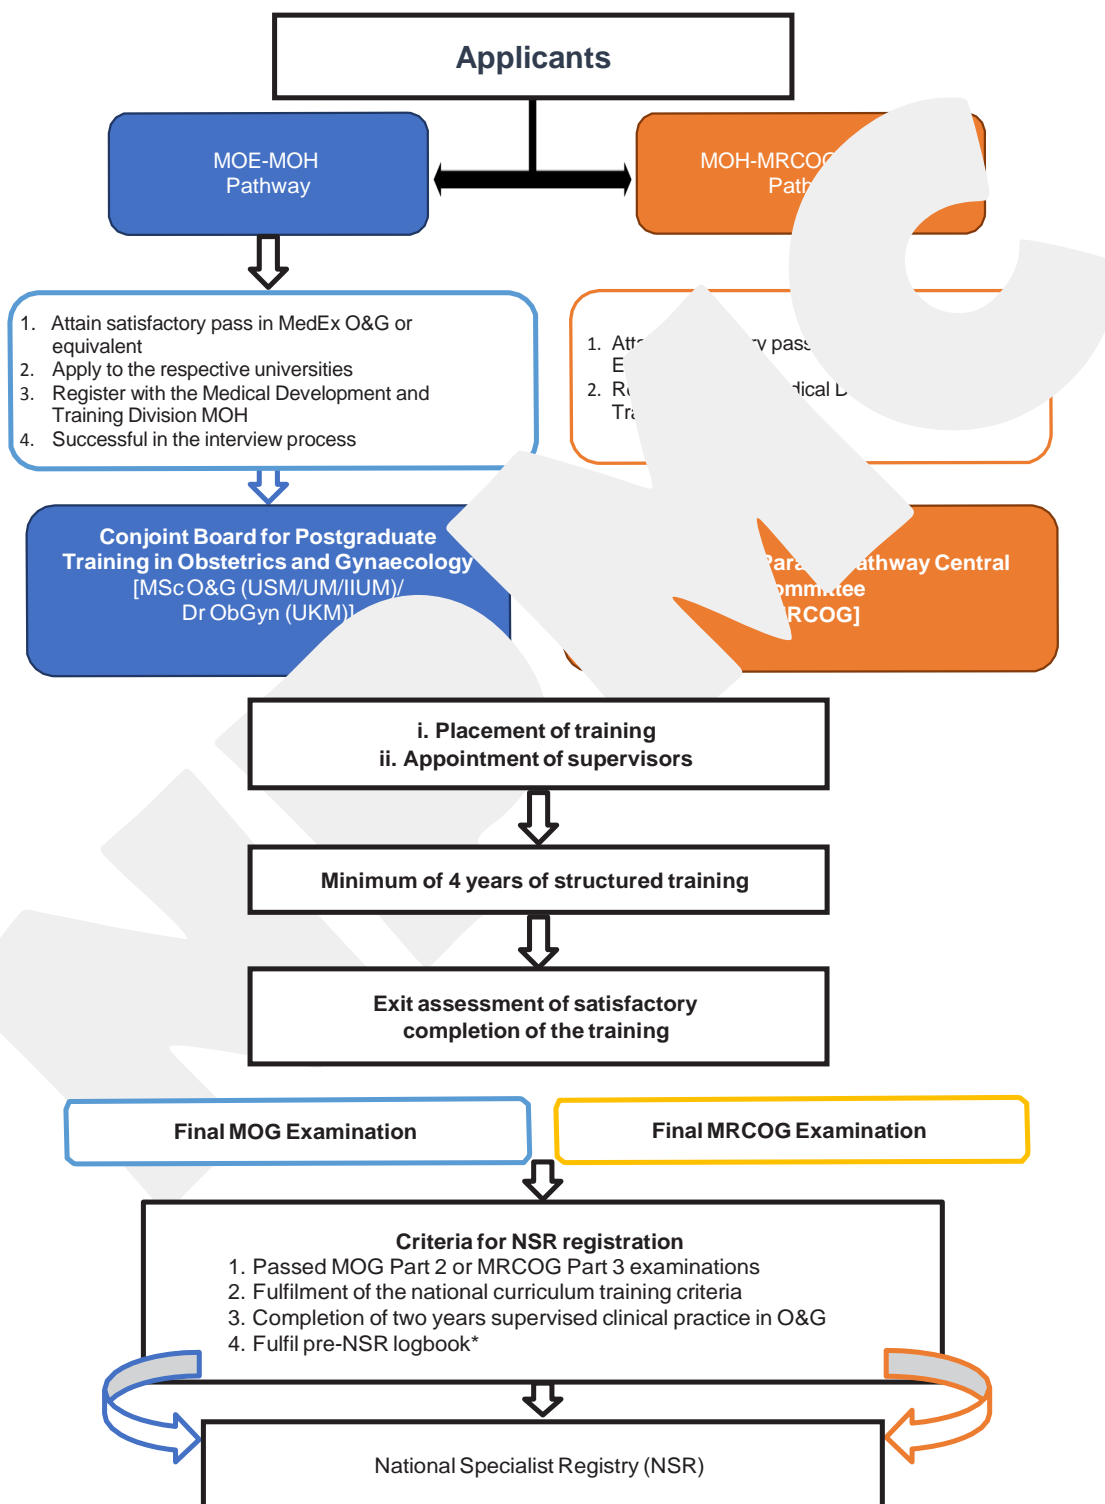 Applicants
MOE-MOH
Pathway
MOH-MRCOG
1. Attain satisfactory pass in MedEx O&G or
equivalent
2. Apply to the respective universities
3. Register with the Medical Development and
Training Division MOH
4. Successful in the interview process
1. pass
2.
Conjoint Board for Postgraduate
Training in Obstetrics and Gynaecology
[MSc O&G (USM/UM/IIUM)/
Dr ObGyn (UKM)]
Pathway Central
Committee
MRCOG]
i. Placement of training
ii. Appointment of supervisors
Minimum of 4 years of structured training
Exit assessment of satisfactory
completion of the training
Final MOG Examination
Final MRCOG Examination
Criteria for NSR registration
1. Passed MOG Part 2 or MRCOG Part 3 examinations
2. Fulfilment of the national curriculum training criteria
3. Completion of two years supervised clinical practice in O&G
4. Fulfil pre-NSR logbook*
National Specialist Registry (NSR)